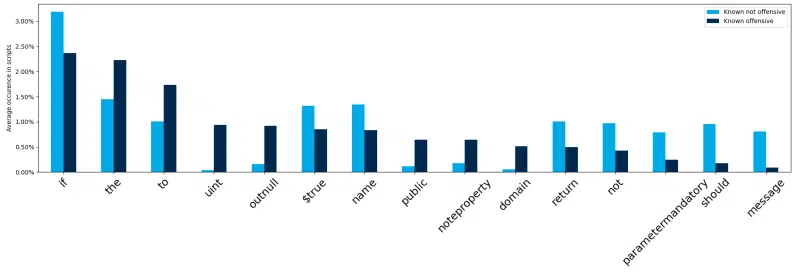 Known not offensive
Known offensive
Average occurence in scripts
3.00%
2.50%
2.00%
1.50%
1.00%
0.50%
0.00%
if
the
to
uint
outnull
$true
name
public
noteproperty
domain
return
not
parametermandatory
should
message